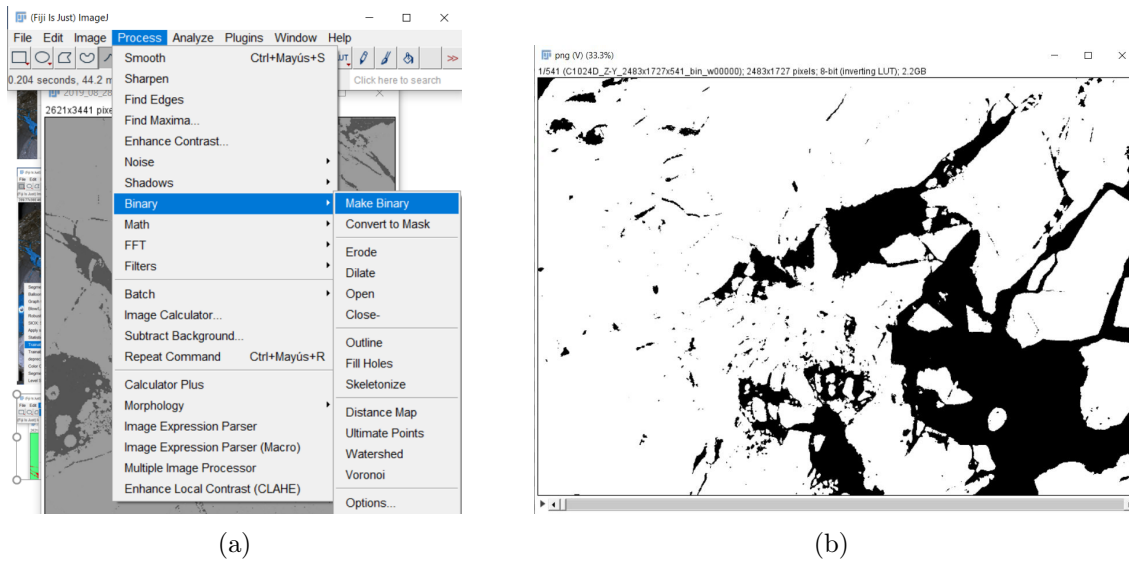 (Fiji Is Just) ImageJ
File Edit Image Process Analyze Plugins Window Help
0.204 seconds, 44.2 m
Click here to search
2019_08_28
2621x3441 pixe
Smooth Ctrl+Mayús+S
Sharpen
Find Edges
Find Maxima...
Enhance Contrast...
Noise
Shadows
Binary
Math
FFT
Filters
Batch
Image Calculator...
Subtract Background...
Repeat Command Ctrl+Mayús+R
Calculator Plus
Morphology
Image Expression Parser
Image Expression Parser (Macro)
Multiple Image Processor
Enhance Local Contrast (CLAHE)
Make Binary
Convert to Mask
Erode
Dilate
Open
Close-
Outline
Fill Holes
Skeletonize
Distance Map
Ultimate Points
Watershed
Voronoi
Options...
(a)
png (V) (33.3%)
1/541 (C1024D_Z-Y_2483x1727x541_bin_w00000); 2483x1727 pixels; 8-bit (inverting LUT); 2.2GB
(b)